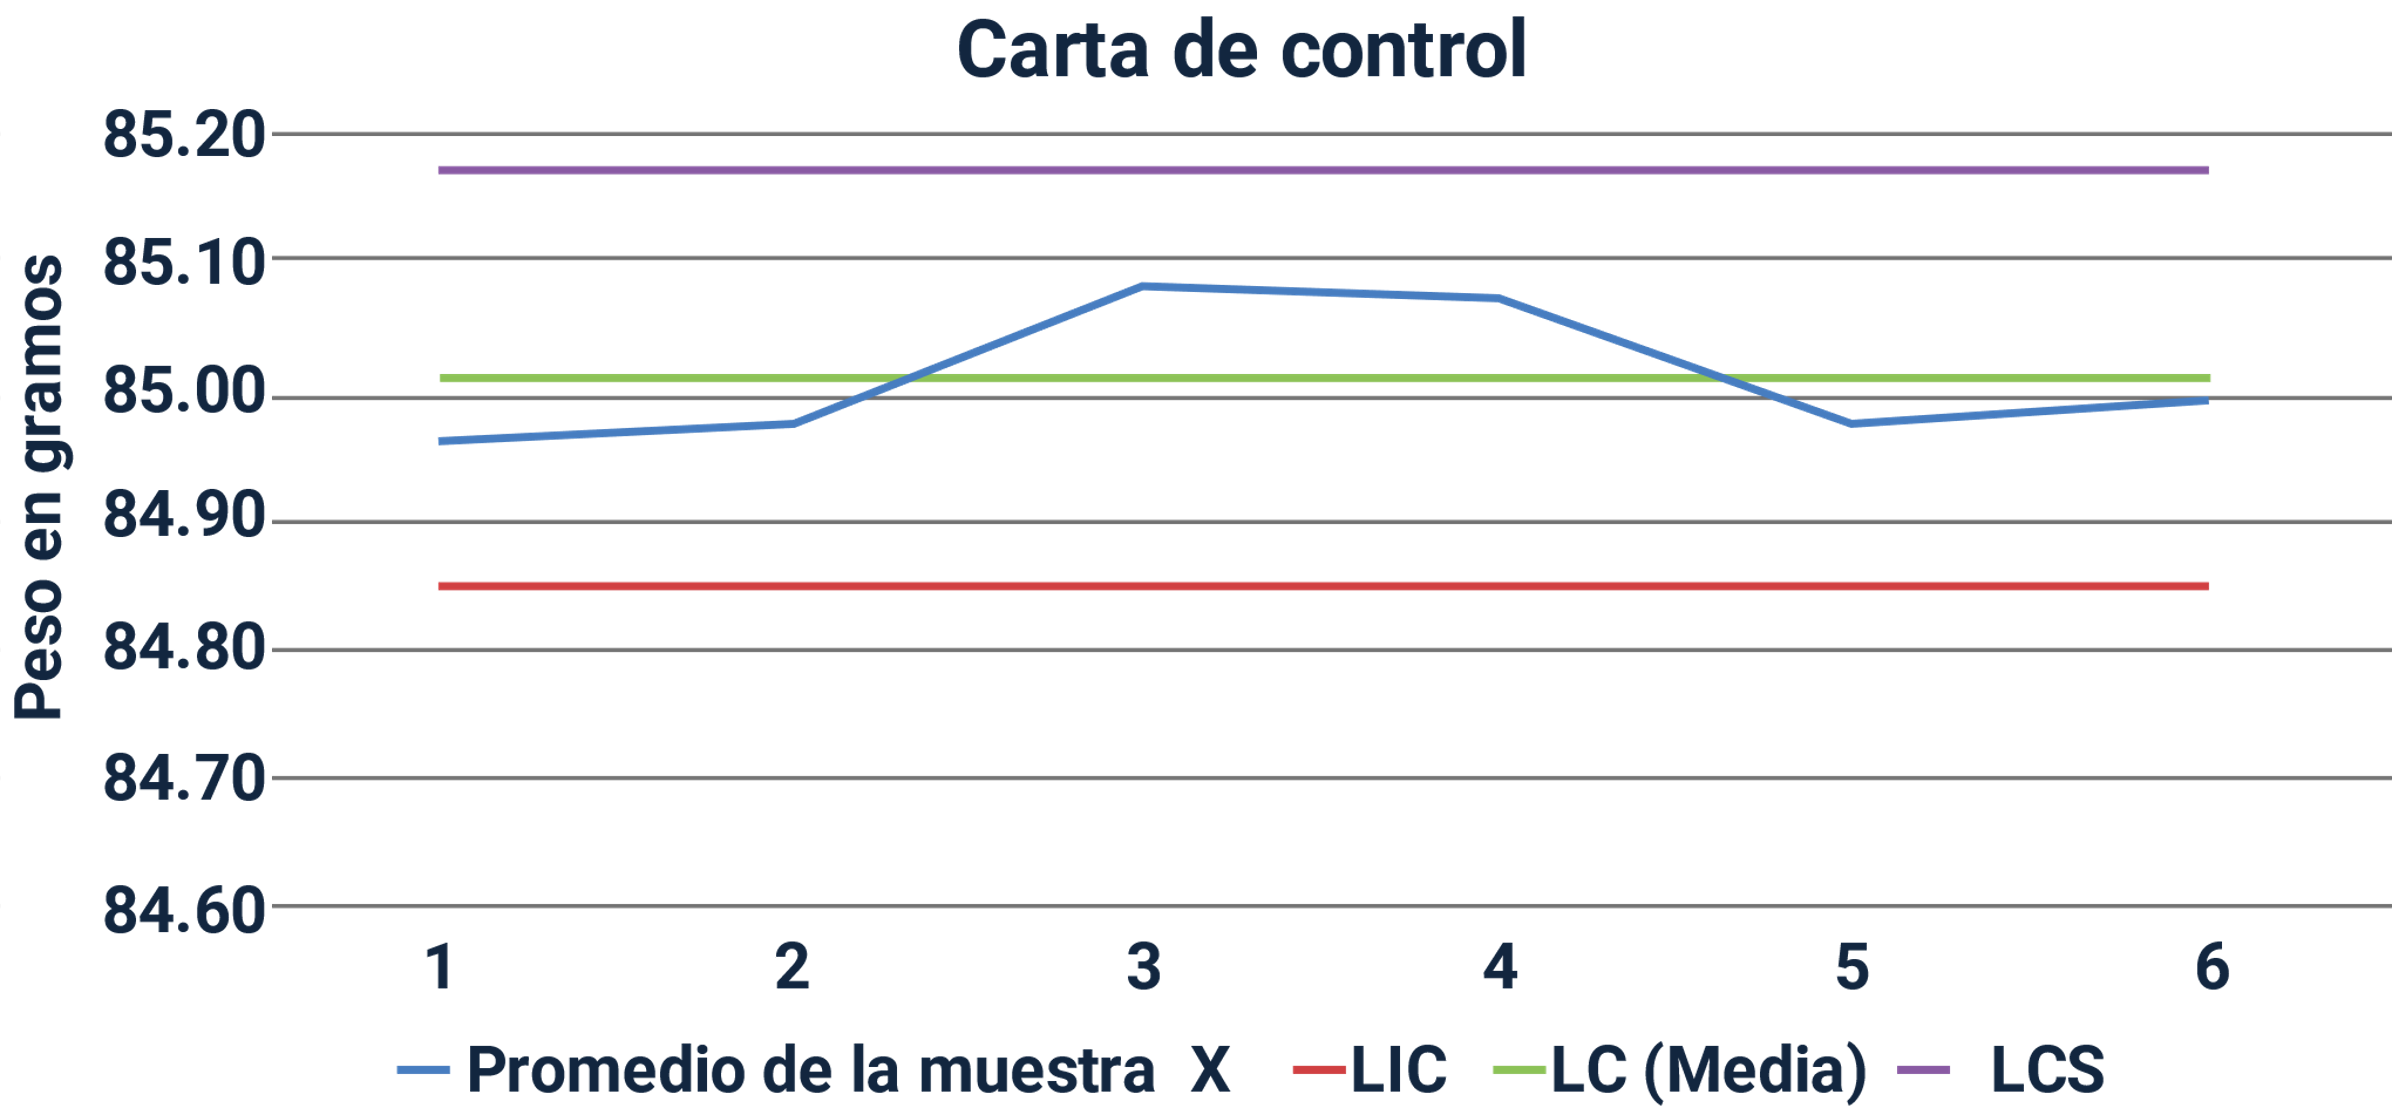 Carta de control
Peso en gramos
85.20
85.10
85.00
84.90
84.80
84.70
84.60
1 2 3 4 5 6
Promedio de la muestra X LIC LC (Media) LCS